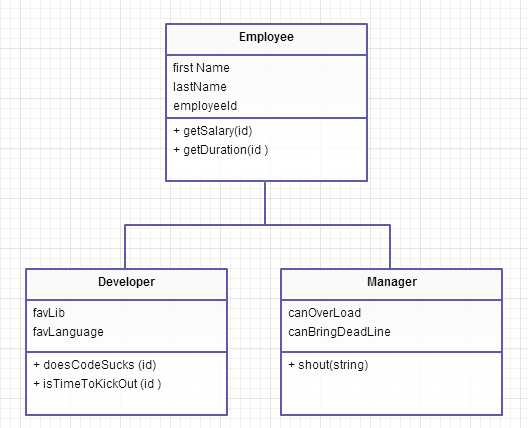 Employee
first Name
lastName
employeeId
+ getSalary(id)
+ getDuration(id )
Developer
favLib
favLanguage
+ doesCodeSucks (id)
+ isTimeToKickOut (id )
Manager
canOverLoad
canBringDeadLine
+ shout(string)